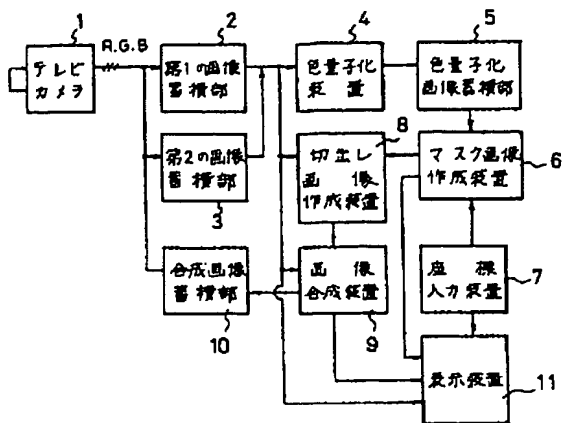 1
テレビ
カメラ
R.G.B
2
第1の画像
蓄積部
4
色量子化
装置
5
色量子化
画像蓄積部
第2の画像
蓄積部
3
8
切出し
画像
作成装置
マスク画像
作成装置
6
合成画像
蓄積部
10
画像
合成装置
9
座標
入力装置
7
表示装置
11